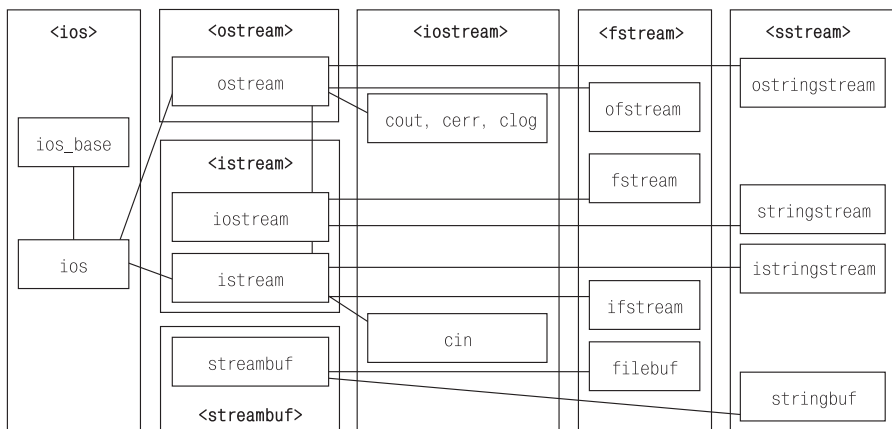 <ios>
<ostream>
<iostream>
<fstream>
<sstream>
ostream
ostringstream
cout, cerr, clog
ofstream
ios_base
<istream>
fstream
iostream
stringstream
ios
istream
istringstream
ifstream
cin
streambuf
filebuf
stringbuf
<streambuf>